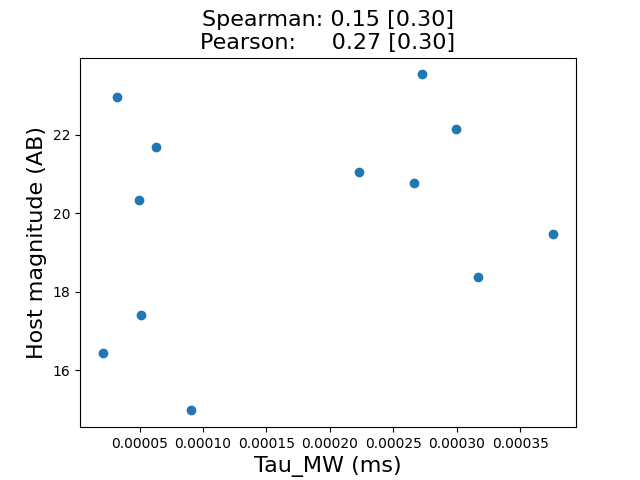 Spearman: 0.15 [0.30]
Pearson: 0.27 [0.30]
Host magnitude (AB)
22
20
18
16
0.00005 0.00010 0.00015 0.00020 0.00025 0.00030 0.00035
Tau_MW (ms)